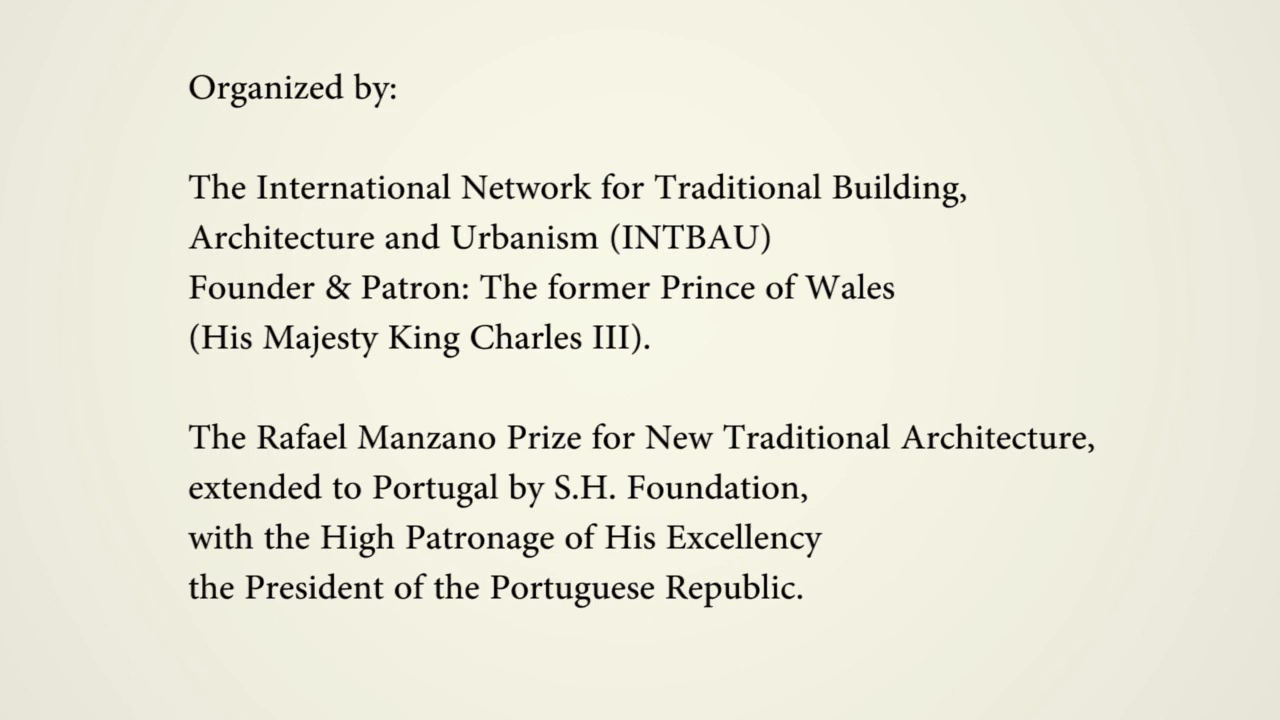 Organized by:
The International Network for Traditional Building,
Architecture and Urbanism (INTBAU)
Founder & Patron: The former Prince of Wales
(His Majesty King Charles III).
The Rafael Manzano Prize for New Traditional Architecture,
extended to Portugal by S.H. Foundation,
with the High Patronage of His Excellency
the President of the Portuguese Republic.